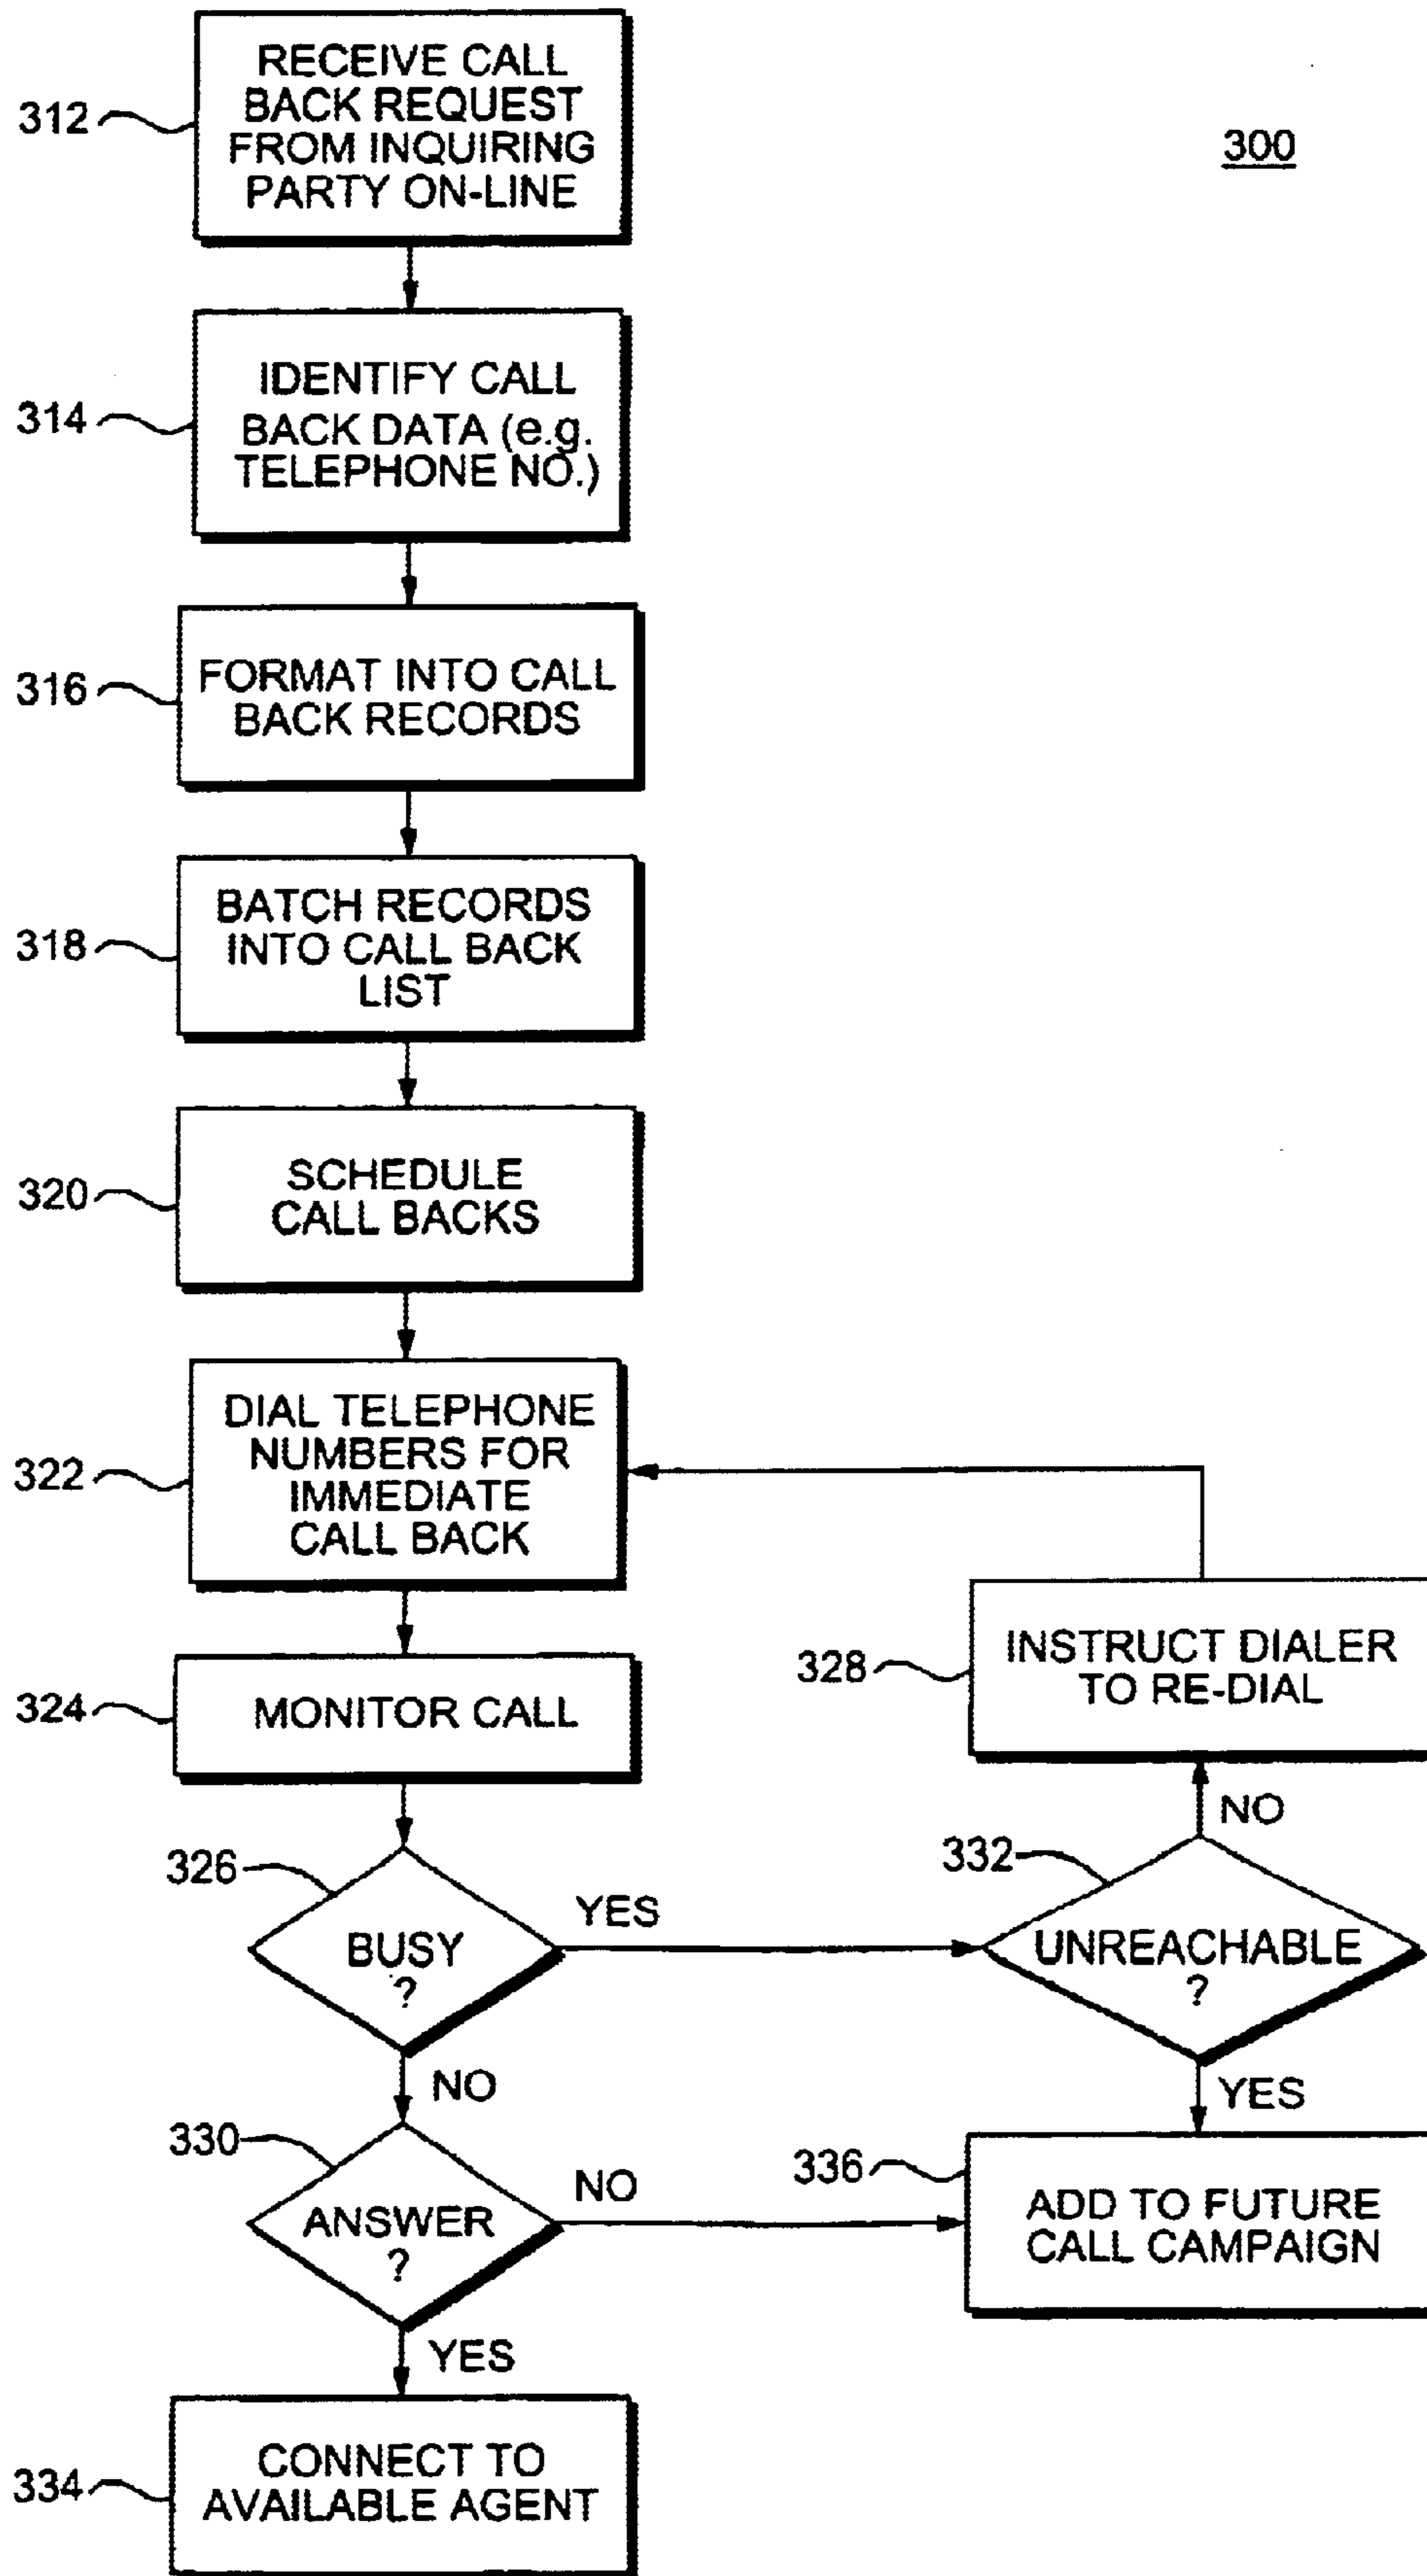 RECEIVE CALL
BACK REQUEST
FROM INQUIRING
PARTY ON-LINE
312
300
IDENTIFY CALL
BACK DATA (e.g.
TELEPHONE NO.)
314
FORMAT INTO CALL
BACK RECORDS
316
BATCH RECORDS
INTO CALL BACK
LIST
318
SCHEDULE
CALL BACKS
320
DIAL TELEPHONE
NUMBERS FOR
IMMEDIATE
CALL BACK
322
INSTRUCT DIALER
TO RE-DIAL
328
MONITOR CALL
324
NO
326
332
BUSY
?
YES
UNREACHABLE
?
NO
YES
330
336
ANSWER
?
NO
ADD TO FUTURE
CALL CAMPAIGN
YES
CONNECT TO
AVAILABLE AGENT
334